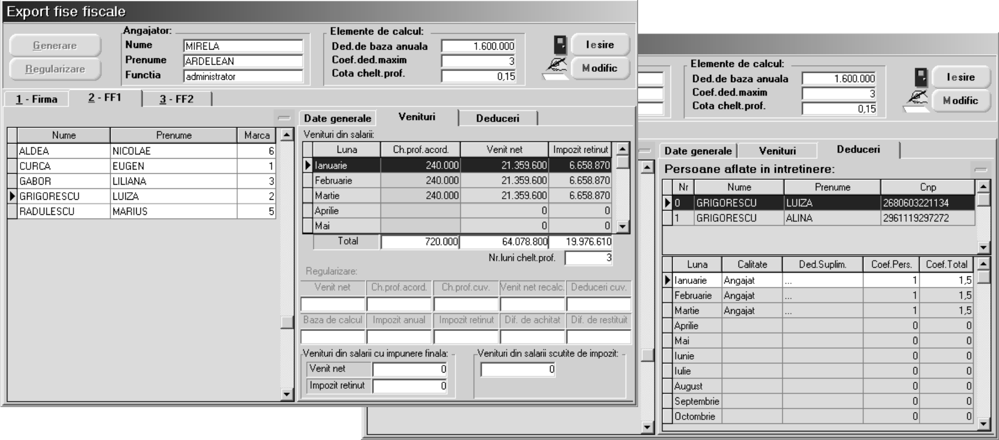 Export fise fiscale
Generare
Regularizare
Angajator:
Nume MIRELA
Prenume ARDELEAN
Functia administrator
Elemente de calcul:
Ded.de baza anuala 1.600.000
Coef.ded.maxim 3
Cota chelt.prof. 0,15
Iesire
Modific
1 - Firma 2 - FF1 3 - FF2
Nume Prenume Marca
ALDEA NICOLAE 6
CURCA EUGEN 1
GABOR LILIANA 3
GRIGORESCU LUIZA 2
RADULESCU MARIUS 5
Date generale Venituri Deduceri
Venituri din salarii:
Luna Ch.prof.acord. Venit net Impozit retinut
Ianuarie 240.000 21.359.600 6.658.870
Februarie 240.000 21.359.600 6.658.870
Martie 240.000 21.359.600 6.658.870
Aprilie 0 0
Mai 0 0
Total 720.000 64.078.800 19.976.610
Nr.luni chelt.prof. 3
Regularizare:
Venit net Ch.prof.acord. Ch.prof.cuv. Venit net recalc. Deduceri cuv.
Baza de calcul Impozit anual Impozit retinut Dif. de achitat Dif. de restituit
Venituri din salarii cu impunere finala:
Venit net 0
Impozit retinut 0
Venituri din salarii scutite de impozit:
0
Elemente de calcul:
Ded.de baza anuala 1.600.000
Coef.ded.maxim 3
Cota chelt.prof. 0,15
Iesire
Modific
Date generale Venituri Deduceri
Persoane aflate in intretinere:
Nr Nume Prenume Cnp
0 GRIGORESCU LUIZA 2680603221134
1 GRIGORESCU ALINA 2961119297272
Luna Calitate Ded.Suplim. Coef.Pers. Coef.Total
Ianuarie Angajat ... 1 1,5
Februarie Angajat ... 1 1,5
Martie Angajat ... 1 1,5
Aprilie 0 0
Mai 0 0
Iunie 0 0
Iulie 0 0
August 0 0
Septembrie 0 0
Octombrie 0 0